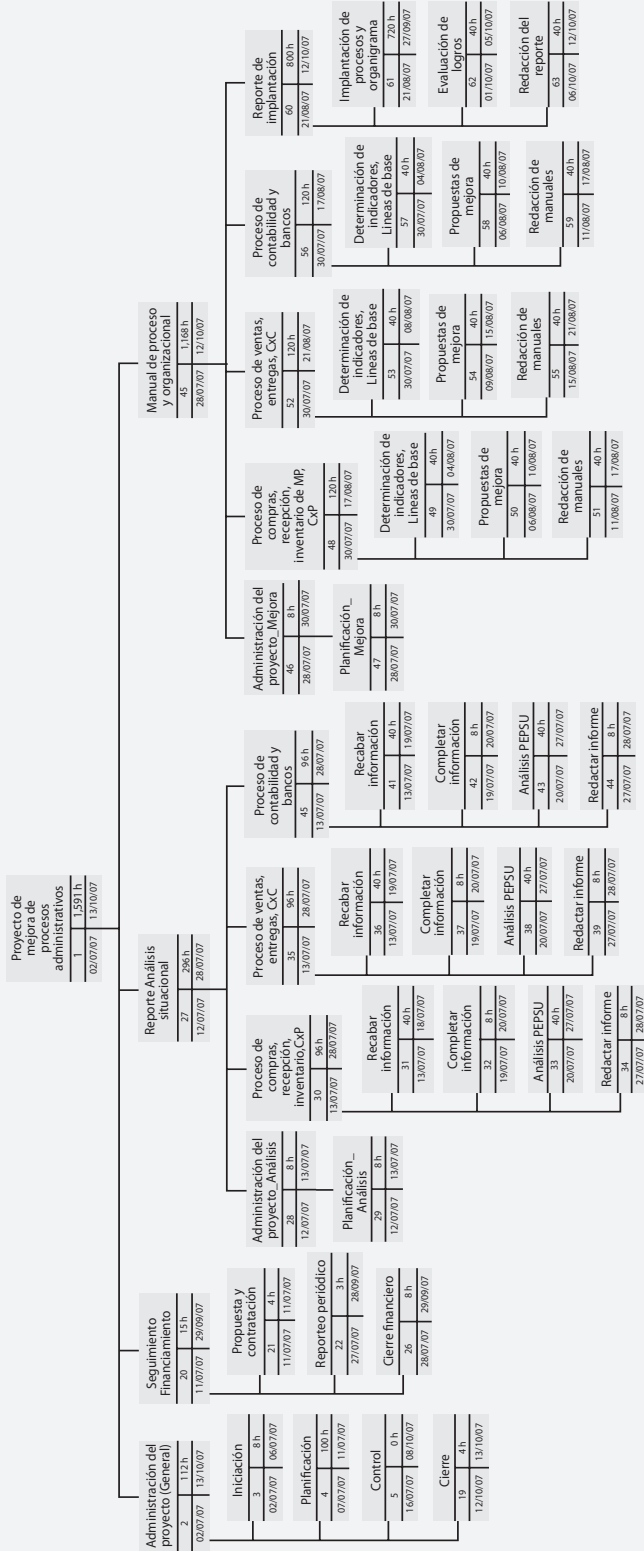 Proyecto de
mejora de
procesos
administrativos
1 1,591 h
02/07/07 13/10/07
Administración del
proyecto (General)
2 112 h
02/07/07 13/10/07
Iniciación
3 8 h
02/07/07 06/07/07
Planificación
4 100 h
07/07/07 11/07/07
Control
5 0 h
16/07/07 08/10/07
Cierre
19 4 h
12/10/07 13/10/07
Seguimiento
Financiamiento
20 15 h
11/07/07 29/09/07
Propuesta y
contratación
21 4 h
11/07/07 11/07/07
Reporteo periódico
22 3 h
27/07/07 28/09/07
Cierre financiero
26 8 h
28/07/07 29/09/07
Reporte Análisis
situacional
27 296 h
12/07/07 28/07/07
Administración del
proyecto_Análisis
28 8 h
12/07/07 13/07/07
Planificación_
Análisis
29 8 h
12/07/07 13/07/07
Proceso de
compras,
recepción,
inventario,CxP
30 96 h
13/07/07 28/07/07
Recabar
información
31 40 h
13/07/07 18/07/07
Completar
información
32 8 h
19/07/07 20/07/07
Análisis PEPSU
33 40 h
20/07/07 27/07/07
Redactar informe
34 8 h
27/07/07 28/07/07
Proceso de ventas,
entregas, CxC
35 96 h
13/07/07 28/07/07
Recabar
información
36 40 h
13/07/07 19/07/07
Completar
información
37 8 h
19/07/07 20/07/07
Análisis PEPSU
38 40 h
20/07/07 27/07/07
Redactar informe
39 8 h
27/07/07 28/07/07
Proceso de
contabilidad y
bancos
45 96 h
13/07/07 28/07/07
Recabar
información
41 40 h
13/07/07 19/07/07
Completar
información
42 8 h
19/07/07 20/07/07
Análisis PEPSU
43 40 h
20/07/07 27/07/07
Redactar informe
44 8 h
27/07/07 28/07/07
Manual de proceso
y organizacional
45 1,168 h
28/07/07 12/10/07
Administración del
proyecto_Mejora
46 8 h
28/07/07 30/07/07
Planificación_
Mejora
47 8 h
28/07/07 30/07/07
Proceso de
compras,
recepción,
inventario de MP,
CxP
48 120 h
30/07/07 17/08/07
Determinación de
indicadores,
Líneas de base
49 40h
30/07/07 04/08/07
Propuestas de
mejora
50 40 h
06/08/07 10/08/07
Redacción de
manuales
51 40 h
11/08/07 17/08/07
Proceso de ventas,
entregas, CxC
52 120 h
30/07/07 21/08/07
Determinación de
indicadores,
Líneas de base
53 40 h
30/07/07 08/08/07
Propuestas de
mejora
54 40 h
09/08/07 15/08/07
Redacción de
manuales
55 40 h
15/08/07 21/08/07
Proceso de
contabilidad y
bancos
56 120 h
30/07/07 17/08/07
Determinación de
indicadores,
Líneas de base
57 40 h
30/07/07 04/08/07
Propuestas de
mejora
58 40 h
06/08/07 10/08/07
Redacción de
manuales
59 40 h
11/08/07 17/08/07
Reporte de
implantación
60 800 h
21/08/07 12/10/07
Implantación de
procesos y
organigrama
61 720 h
21/08/07 27/09/07
Evaluación de
logros
62 40 h
01/10/07 05/10/07
Redacción del
reporte
63 40 h
06/10/07 12/10/07